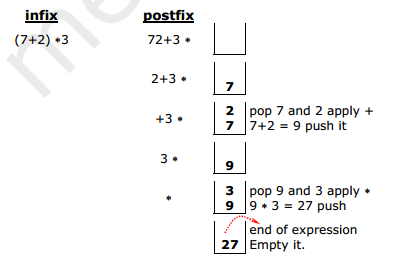 infix postfix
(7+2) *3 72+3 *
2+3 *
7
+3 *
2 pop 7 and 2 apply +
7 7+2 = 9 push it
3 *
9
*
3 pop 9 and 3 apply *
9 9 * 3 = 27 push
end of expression
27 Empty it.